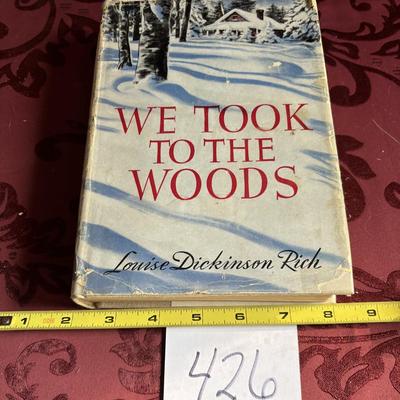 WE TOOK
TO THE
WOODS
Louise Dickinson Rich
1 2 3 4 5 6 7 8 9
426